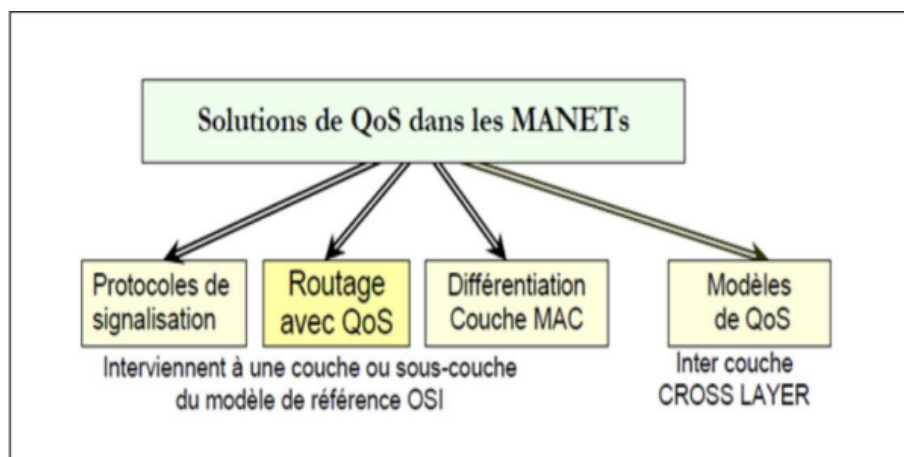 Solutions de QoS dans les MANETs
Protocoles de
signalisation
Routage
avec QoS
Différentiation
Couche MAC
Modèles
de QoS
Interviennent à une couche ou sous-couche
du modèle de référence OSI
Inter couche
CROSS LAYER